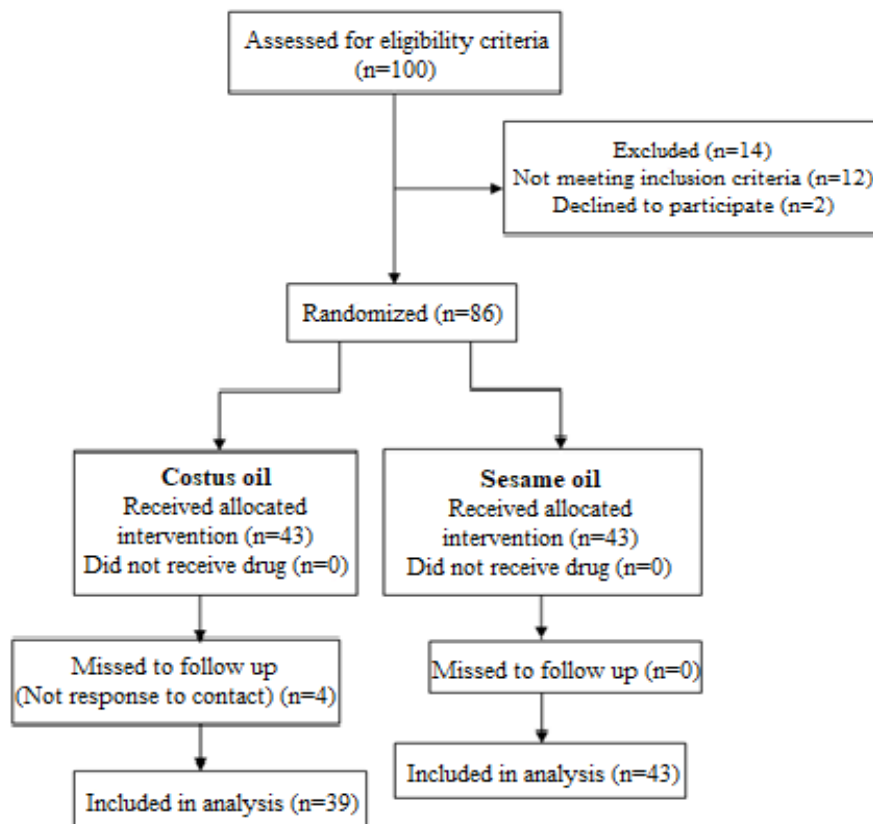 Assessed for eligibility criteria
(n=100)
Excluded (n=14)
Not meeting inclusion criteria (n=12)
Declined to participate (n=2)
Randomized (n=86)
Costus oil
Received allocated
intervention (n=43)
Did not receive drug (n=0)
Sesame oil
Received allocated
intervention (n=43)
Did not receive drug (n=0)
Missed to follow up
(Not response to contact) (n=4)
Missed to follow up (n=0)
Included in analysis (n=39)
Included in analysis (n=43)